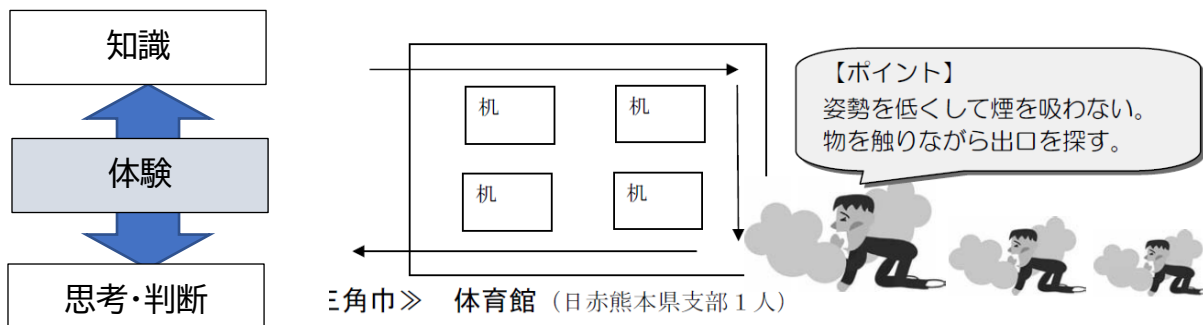 知識
体験
思考・判断
机
机
机
机
【ポイント】
姿勢を低くして煙を吸わない。
物を触りながら出口を探す。
三角巾≫ 体育館(日赤熊本県支部1人)